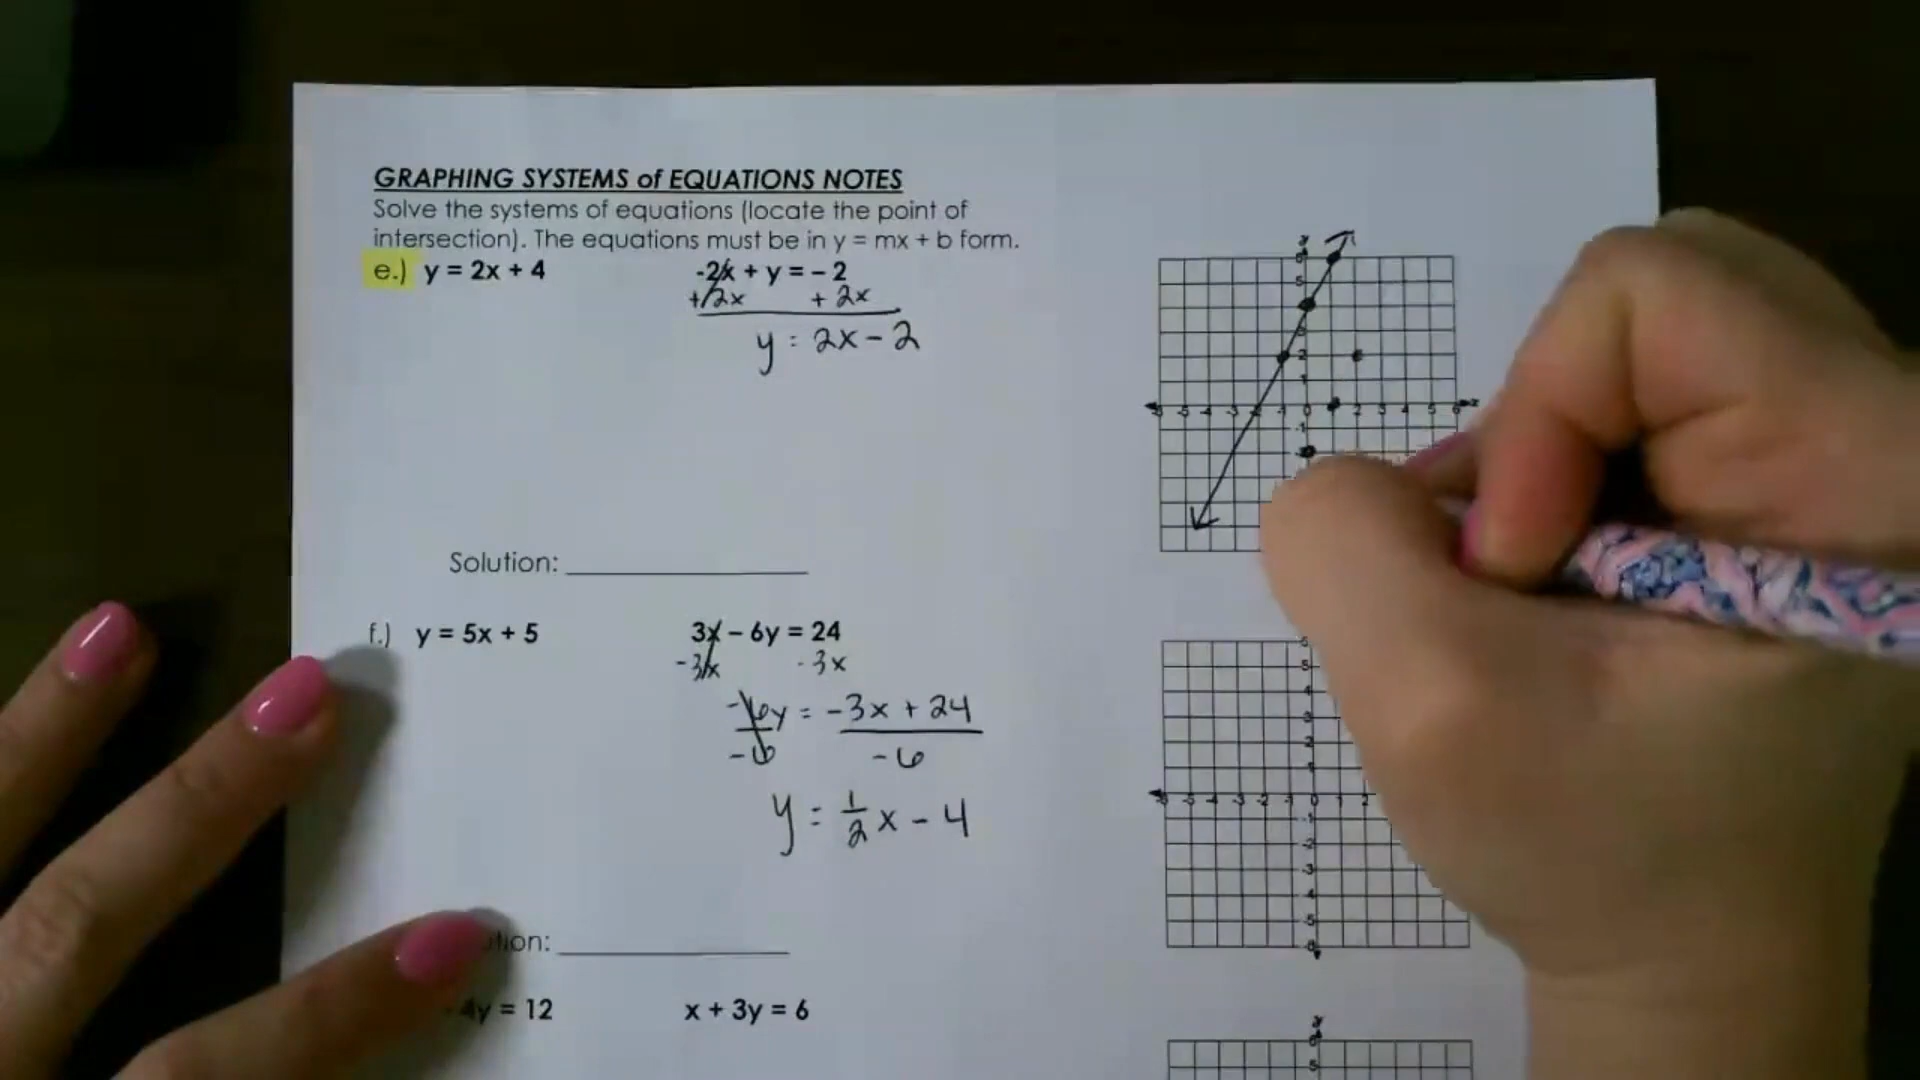 GRAPHING SYSTEMS of EQUATIONS NOTES
Solve the systems of equations (locate the point of
intersection). The equations must be in y = mx + b form.
e.) y = 2x + 4 -2x + y = – 2
+2x + 2x
y = 2x – 2
Solution:
f.) y = 5x + 5 3x – 6y = 24
-3x -3x
-6y = -3x + 24
-6 -6
y = 1/2 x - 4
4y = 12 x + 3y = 6